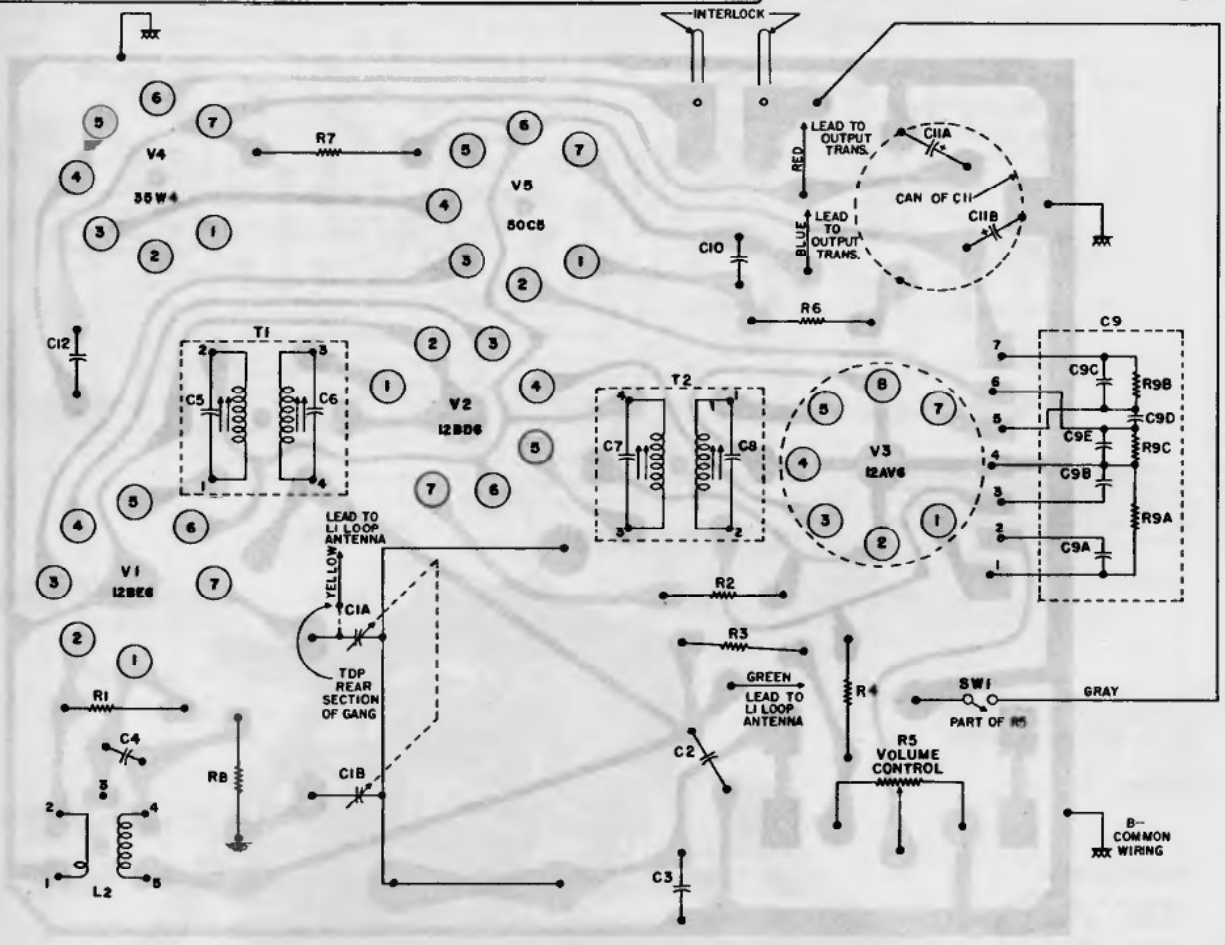 INTERLOCK
6
5
7
V4
4
35W4
3
1
2
R7
6
5
7
V5
4
50C5
3
1
2
RED
LEAD TO
OUTPUT
TRANS.
BLUE
LEAD
TO
OUTPUT
TRANS.
C11A
+
CAN OF C11
C11B
+
C10
R6
C12
T1
2
3
C5
C6
1
4
2
3
1
4
V2
12BD6
5
7
6
T2
4
1
C7
C8
3
2
8
5
7
4
V3
12AV6
3
1
2
C9
7
6
5
4
3
2
1
C9C
R9B
C9D
C9E
R9C
C9B
R9A
C9A
5
4
6
3
V1
12BE6
7
2
1
LEAD TO
L1 LOOP
ANTENNA
YELLOW
C1A
TOP
REAR
SECTION
OF GANG
C1B
R1
C4
R8
3
2
4
1
5
L2
R2
R3
GREEN
LEAD TO
L1 LOOP
ANTENNA
R4
C2
C3
SW1
GRAY
PART OF R5
R5
VOLUME
CONTROL
B-
COMMON
WIRING